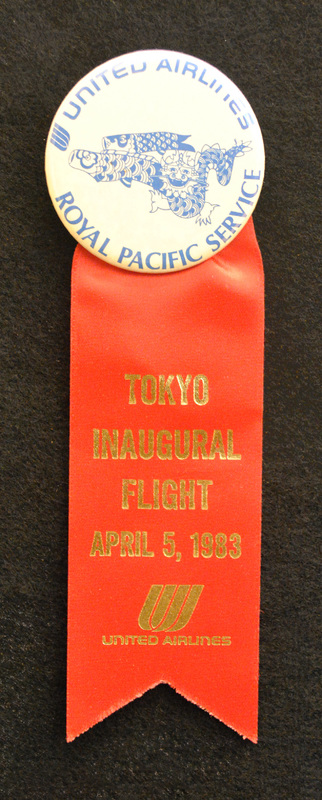 UNITED AIRLINES
ROYAL PACIFIC SERVICE
TOKYO
INAUGURAL
FLIGHT
APRIL 5, 1983
UNITED AIRLINES